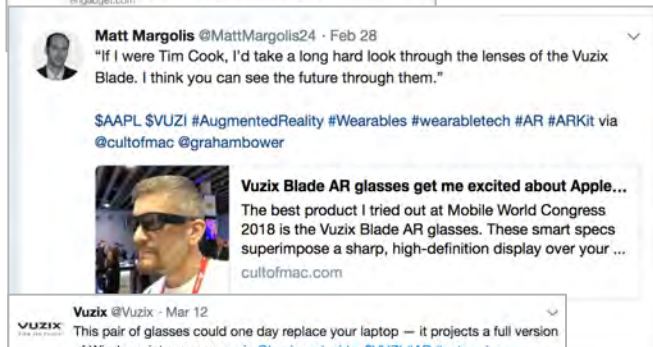 engadget.com
Matt Margolis @MattMargolis24 · Feb 28
“If I were Tim Cook, I'd take a long hard look through the lenses of the Vuzix
Blade. I think you can see the future through them.”
$AAPL $VUZI #AugmentedReality #Wearables #wearabletech #AR #ARKit via
@cultofmac @grahambower
Vuzix Blade AR glasses get me excited about Apple...
The best product I tried out at Mobile World Congress
2018 is the Vuzix Blade AR glasses. These smart specs
superimpose a sharp, high-definition display over your ...
cultofmac.com
VUZIX
Vuzix @Vuzix · Mar 12
This pair of glasses could one day replace your laptop — it projects a full version